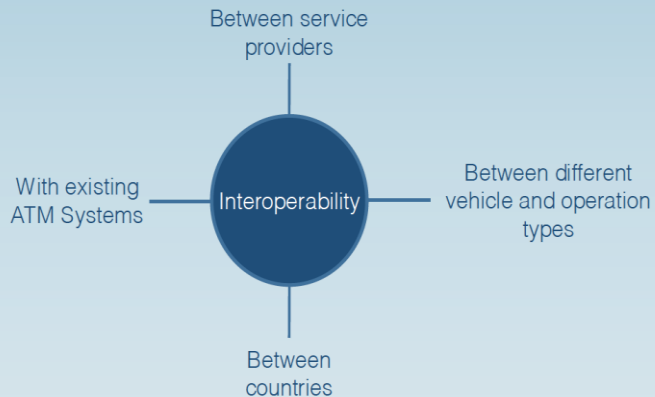 Between service
providers
With existing
ATM Systems
Interoperability
Between different
vehicle and operation
types
Between
countries